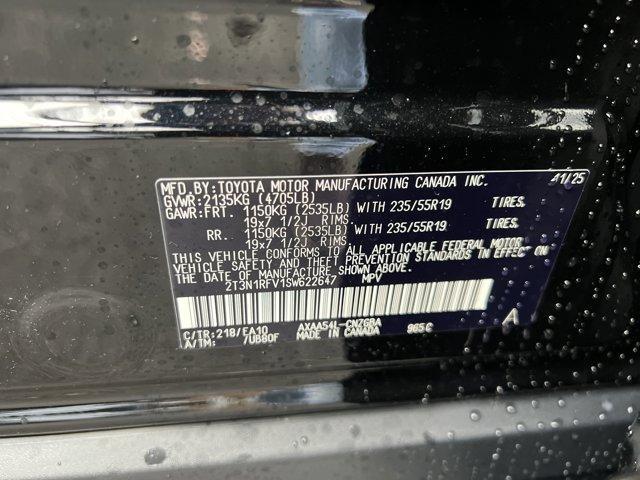 MFD.BY:TOYOTA MOTOR MANUFACTURING CANADA INC. 11/25
GVWR:2135KG (4705LB)
GAWR:FRT. 1150KG (2535LB) WITH 235/55R19 TIRES,
19x7 1/2J RIMS.
RR. 1150KG (2535LB) WITH 235/55R19 TIRES,
19x7 1/2J RIMS.
THIS VEHICLE CONFORMS TO ALL APPLICABLE FEDERAL MOTOR
VEHICLE SAFETY AND THEFT PREVENTION STANDARDS IN EFFECT ON
THE DATE OF MANUFACTURE SHOWN ABOVE.
2T3N1RFV1SW622647 MPV
C/TR:218/EA10 AXAA54L-CNZGBA 965C A
A/TM: 7UB80F MADE IN CANADA